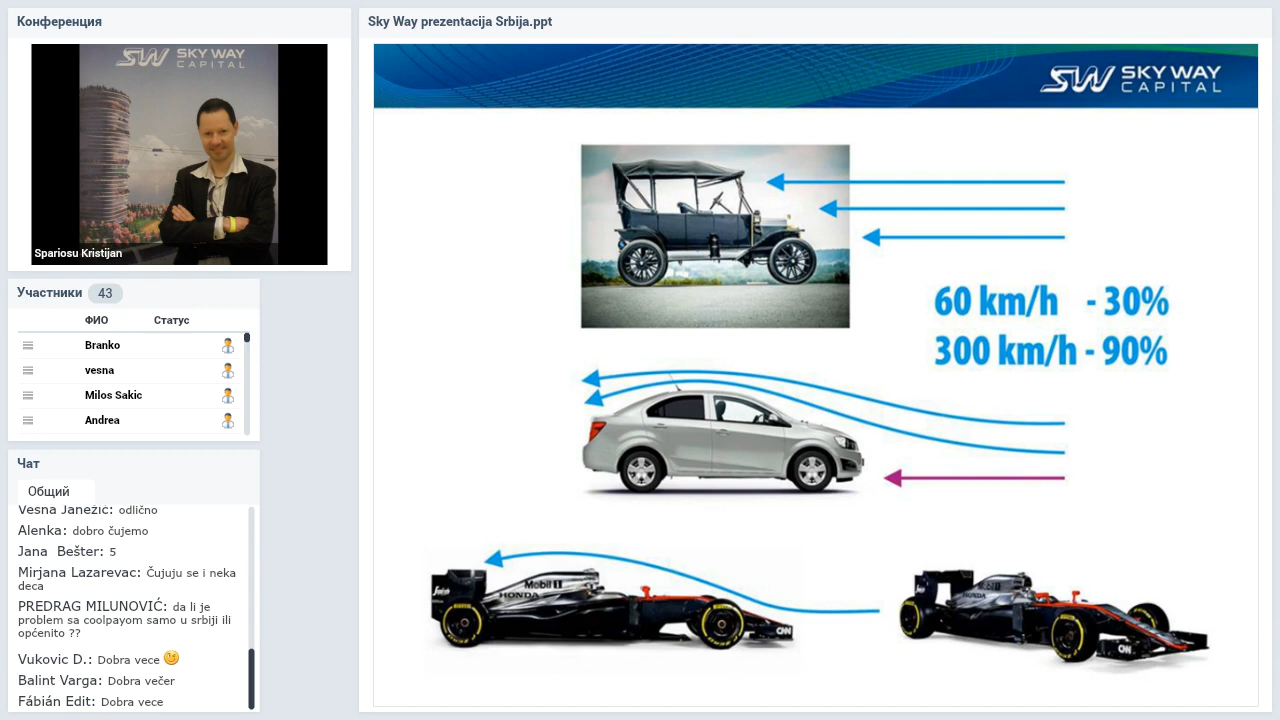 Конференция
SKY WAY
CAPITAL
Spariosu Kristijan
Участники 43
ФИО Статус
Branko
vesna
Milos Sakic
Andrea
Чат
Общий
Vesna Janežič: odlično
Alenka: dobro čujemo
Jana Bešter: 5
Mirjana Lazarevac: Čujuju se i neka
deca
PREDRAG MILUNOVIĆ: da li je
problem sa coolpayom samo u srbiji ili
općenito ??
Vukovic D.: Dobra vece
Balint Varga: Dobra večer
Fábián Edit: Dobra vece
Sky Way prezentacija Srbija.ppt
SW SKY WAY
CAPITAL
60 km/h - 30%
300 km/h - 90%
Mobil 1
HONDA
CNN
HONDA
CNN